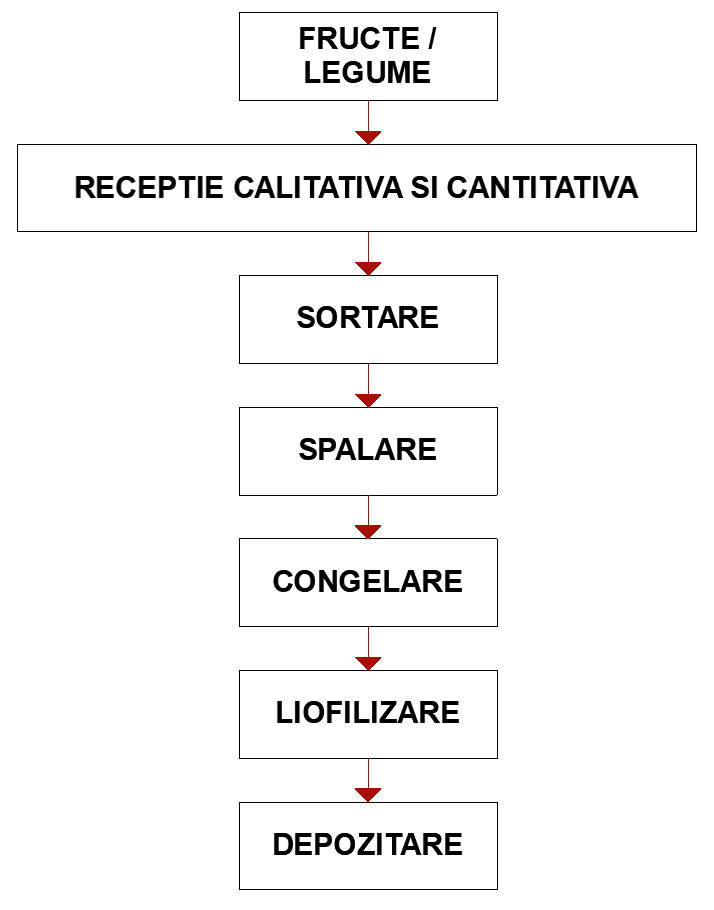 FRUCTE /
LEGUME
RECEPTIE CALITATIVA SI CANTITATIVA
SORTARE
SPALARE
CONGELARE
LIOFILIZARE
DEPOZITARE